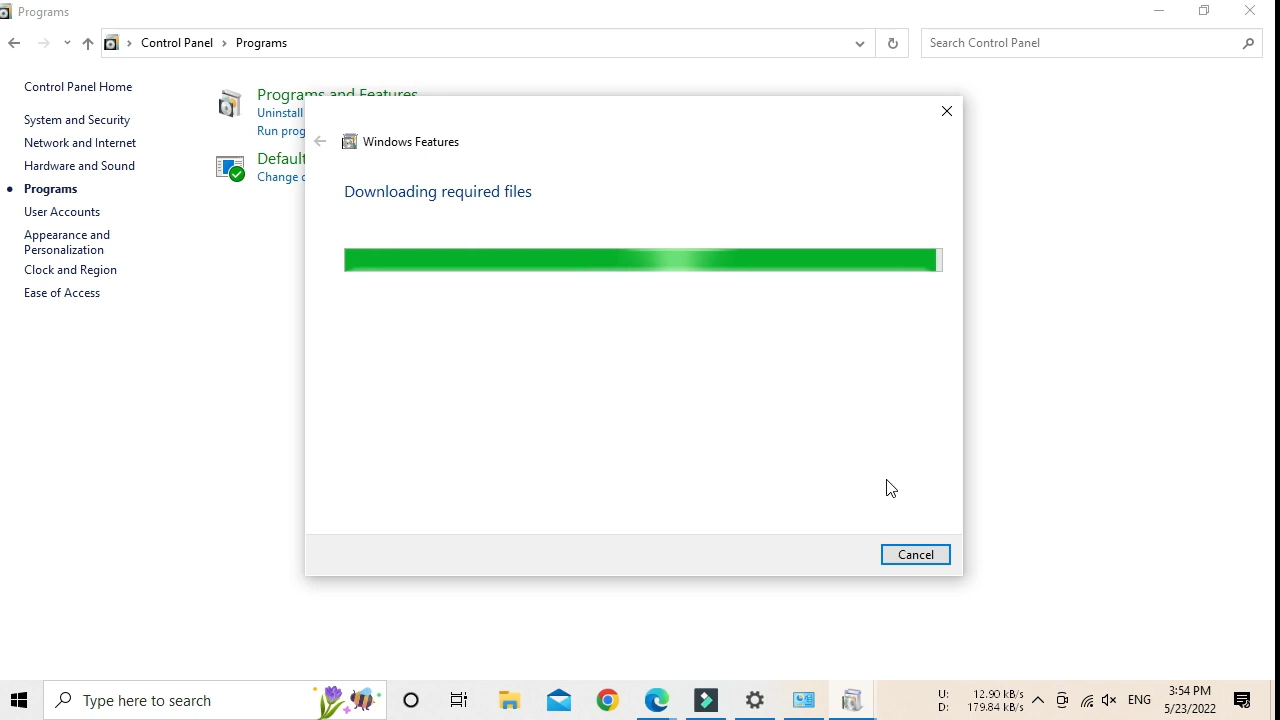 Programs
Control Panel
Programs
Search Control Panel
Control Panel Home
System and Security
Network and Internet
Hardware and Sound
Programs
User Accounts
Appearance and
Personalization
Clock and Region
Ease of Access
Programs and Features
Uninstall
Run prog
Default
Change
Windows Features
Downloading required files
Cancel
Type here to search
U: 12.90 kB/s
D: 179.84 kB/s
ENG
3:54 PM
5/23/2022